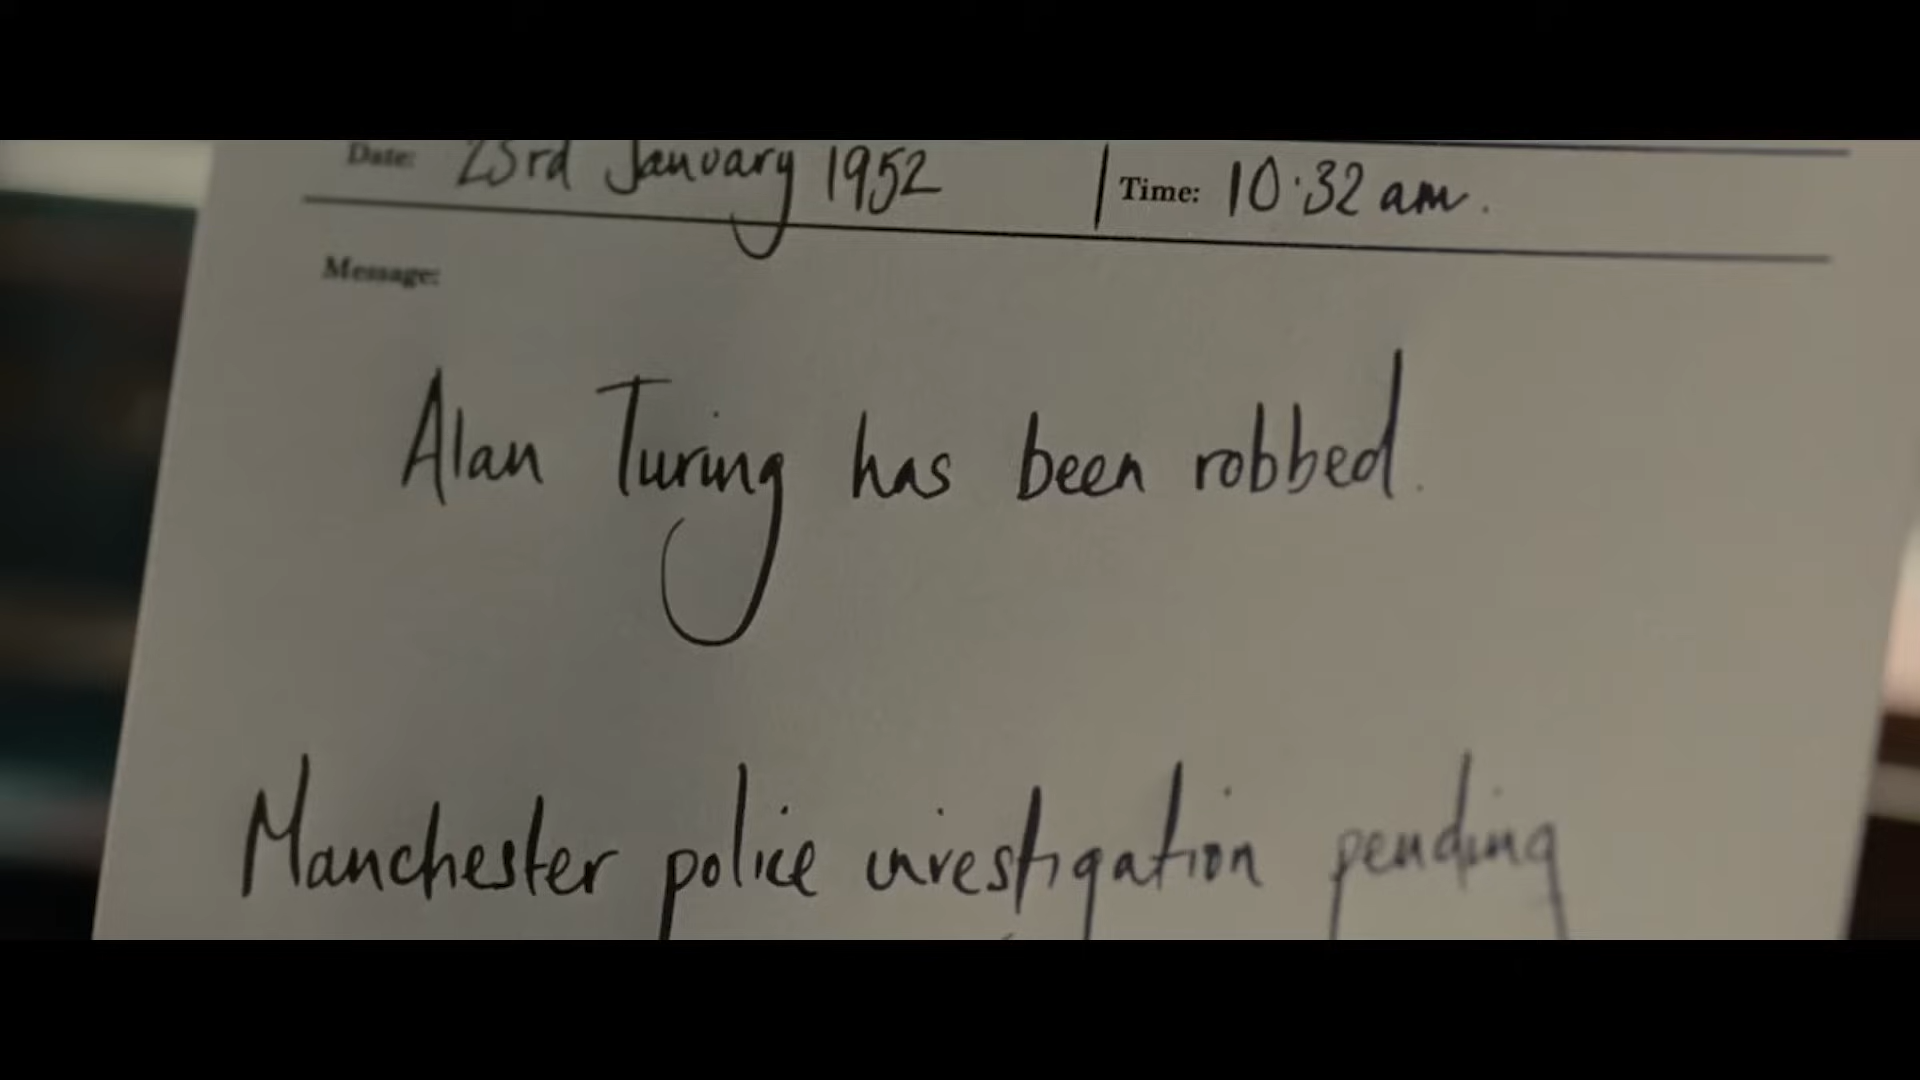 Date: 23rd January 1952 Time: 10·32 am.
Message:
Alan Turing has been robbed.
Manchester police investigation pending